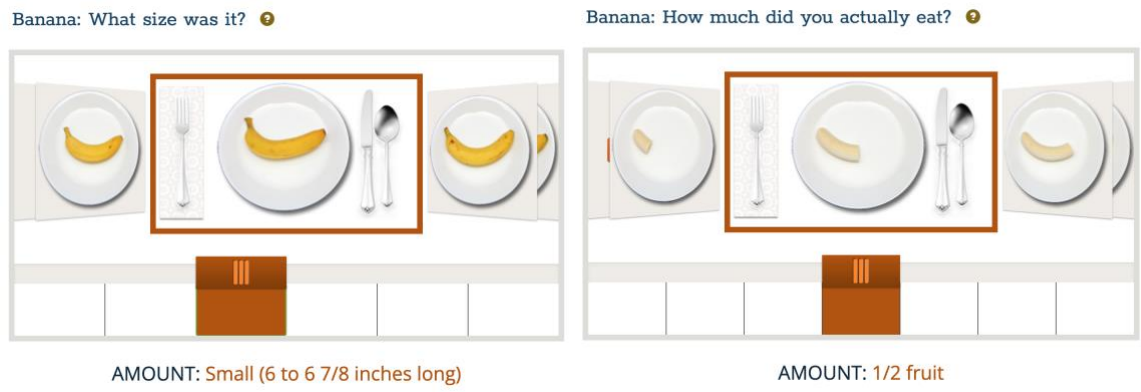 Banana: What size was it? ?
AMOUNT: Small (6 to 6 7/8 inches long)
Banana: How much did you actually eat? ?
AMOUNT: 1/2 fruit